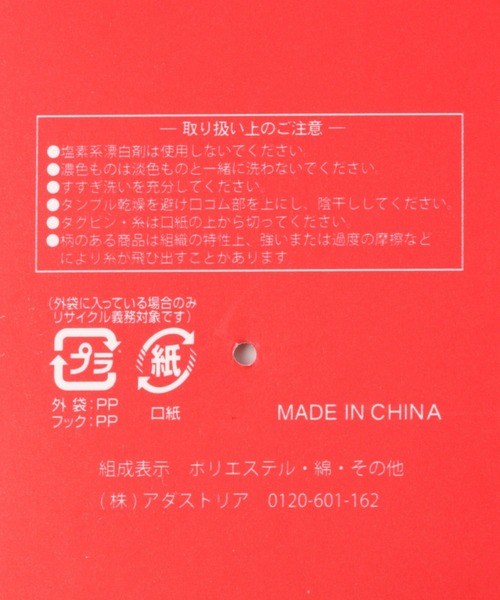 ― 取り扱い上のご注意 ―
●塩素系漂白剤は使用しないでください。
●濃色ものは淡色ものと一緒に洗わないでください。
●すすぎ洗いを充分してください。
●タンブル乾燥を避け口ゴム部を上にし、陰干ししてください。
●タグピン・糸は口紙の上から切ってください。
●柄のある商品は組織の特性上、強いまたは過度の摩擦など
により糸が飛び出すことかあります
(外袋に入っている場合のみ
リサイクル義務対象です)
プラ
紙
外 袋:PP
フック:PP
口紙
MADE IN CHINA
組成表示 ポリエステル・綿・その他
(株)アダストリア 0120-601-162